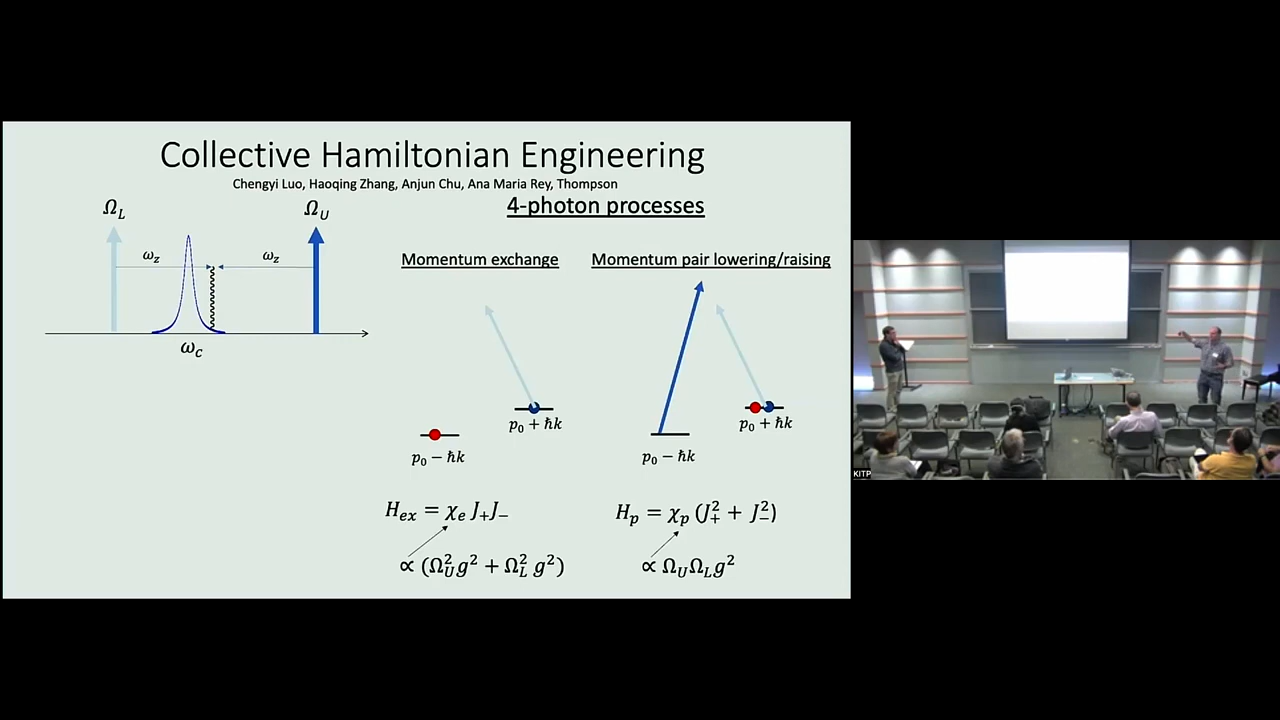 Collective Hamiltonian Engineering
Chengyi Luo, Haoqing Zhang, Anjun Chu, Ana Maria Rey, Thompson
4-photon processes
Ω_L
Ω_U
ω_z
ω_z
ω_c
Momentum exchange
Momentum pair lowering/raising
p_0 + ℏk
p_0 − ℏk
p_0 + ℏk
p_0 − ℏk
H_ex = χ_e J_+J_−
H_p = χ_p (J_+^2 + J_−^2)
∝ (Ω_U^2 g^2 + Ω_L^2 g^2)
∝ Ω_UΩ_L g^2
KITP